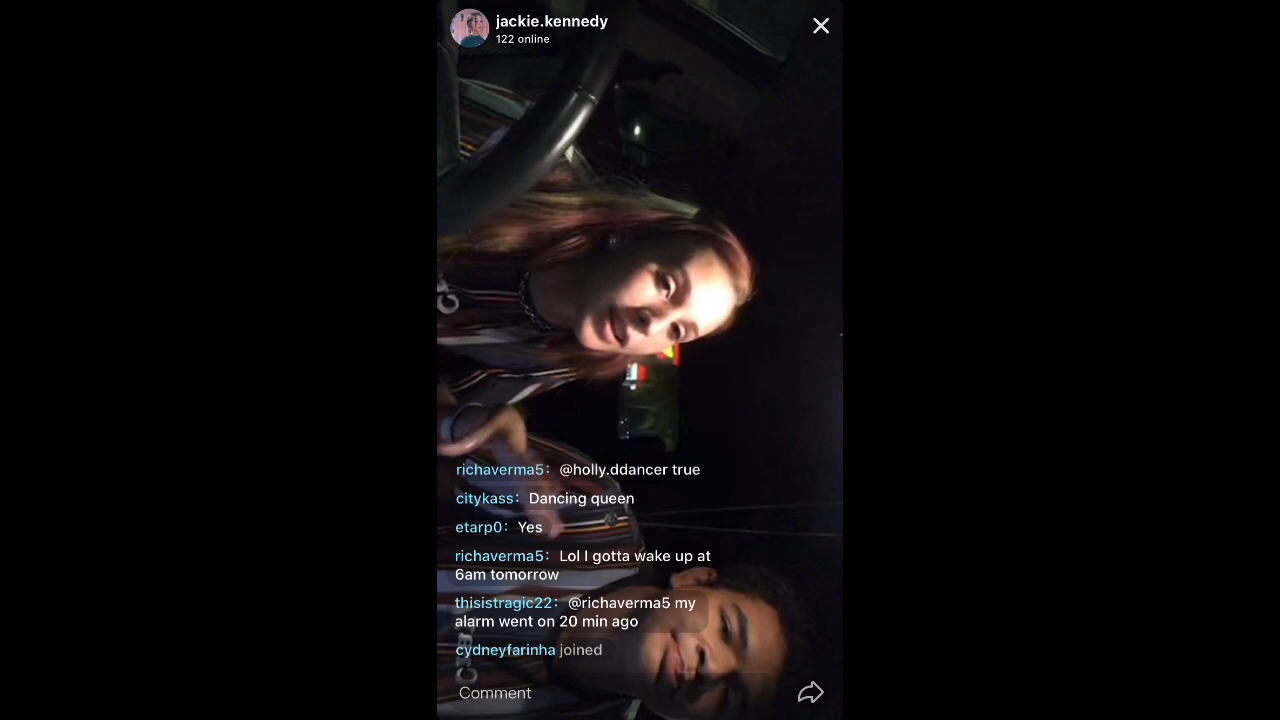 jackie.kennedy
122 online
richaverma5: @holly.ddancer true
citykass: Dancing queen
etarp0: Yes
richaverma5: Lol I gotta wake up at
6am tomorrow
thisistragic22: @richaverma5 my
alarm went on 20 min ago
cydneyfarinha joined
Comment